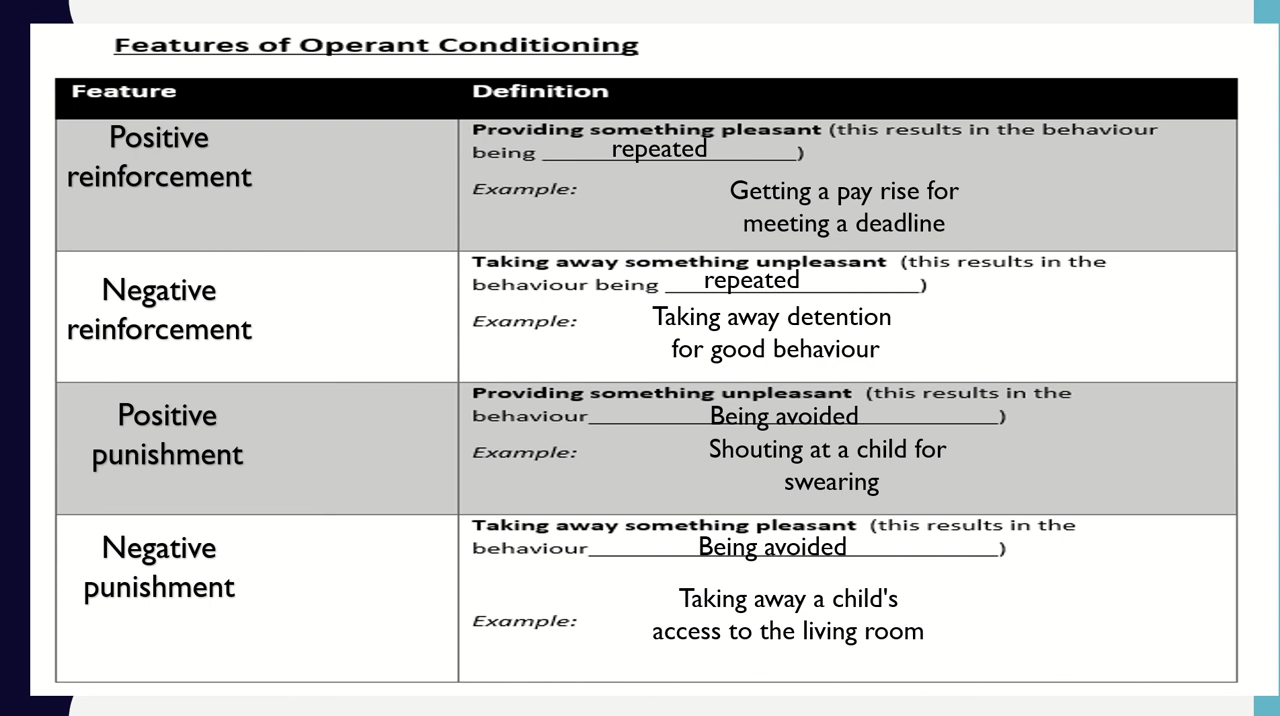 Features of Operant Conditioning
Feature
Definition
Positive
reinforcement
Providing something pleasant (this results in the behaviour
being repeated)
Example:
Getting a pay rise for
meeting a deadline
Negative
reinforcement
Taking away something unpleasant (this results in the
behaviour being repeated)
Example:
Taking away detention
for good behaviour
Positive
punishment
Providing something unpleasant (this results in the
behaviour Being avoided)
Example:
Shouting at a child for
swearing
Negative
punishment
Taking away something pleasant (this results in the
behaviour Being avoided)
Example:
Taking away a child's
access to the living room